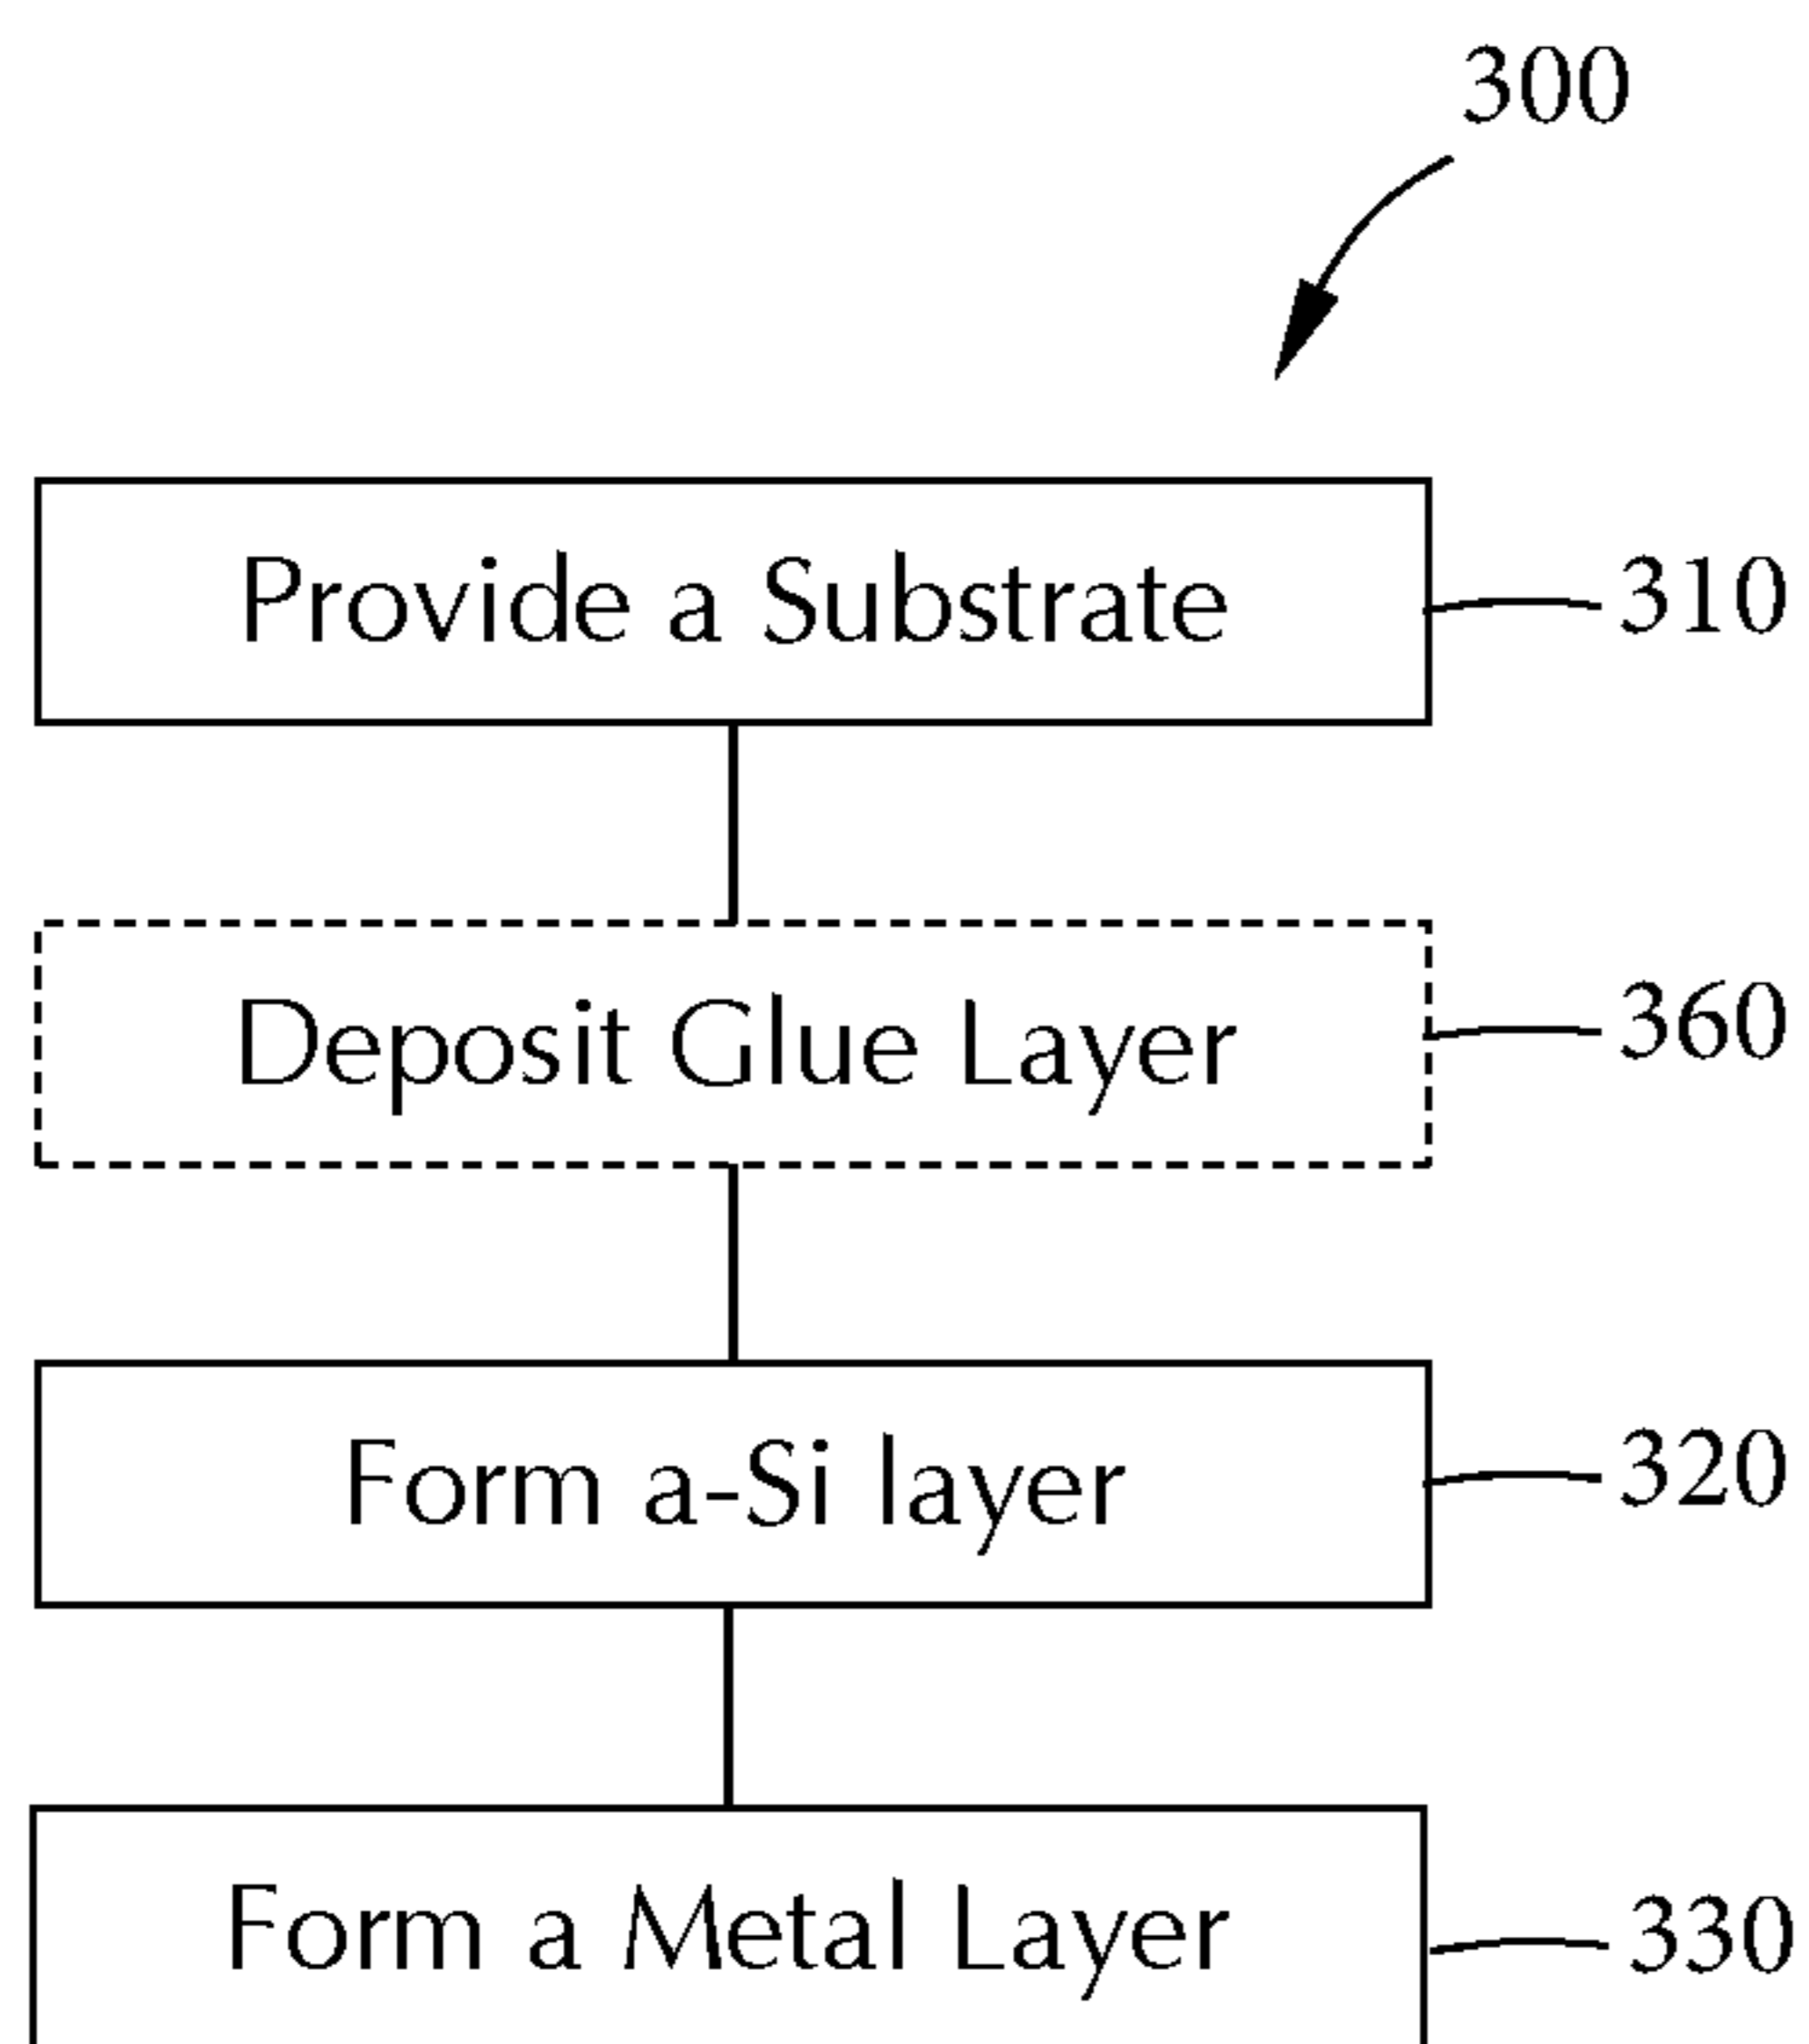 300
Provide a Substrate
310
Deposit Glue Layer
360
Form a-Si layer
320
Form a Metal Layer
330